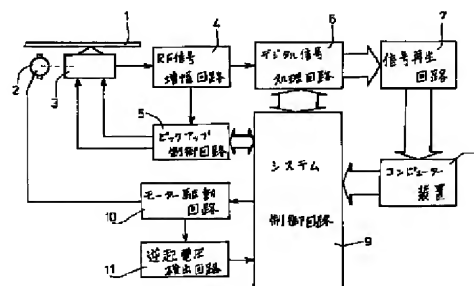 1
2
3
4
RF信号
増幅回路
6
デジタル信号
処理回路
7
信号再生
回路
5
ピックアップ
制御回路
システム
制御回路
9
コンピューター
装置
モーター駆動
回路
10
逆起電圧
検出回路
11